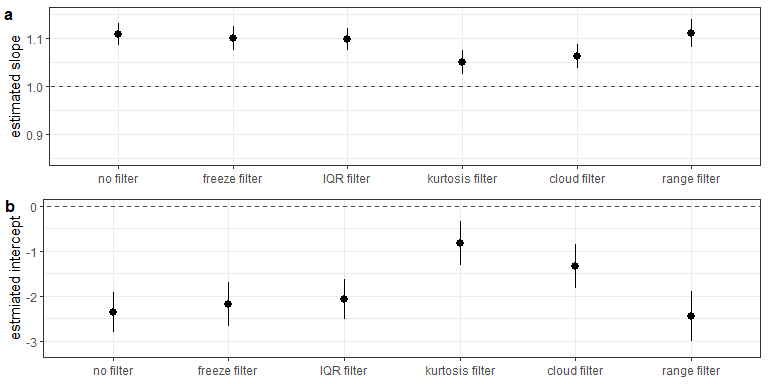 a
estimated slope
1.1
1.0
0.9
no filter
freeze filter
IQR filter
kurtosis filter
cloud filter
range filter
b
estmiated intercept
0
-1
-2
-3
no filter
freeze filter
IQR filter
kurtosis filter
cloud filter
range filter